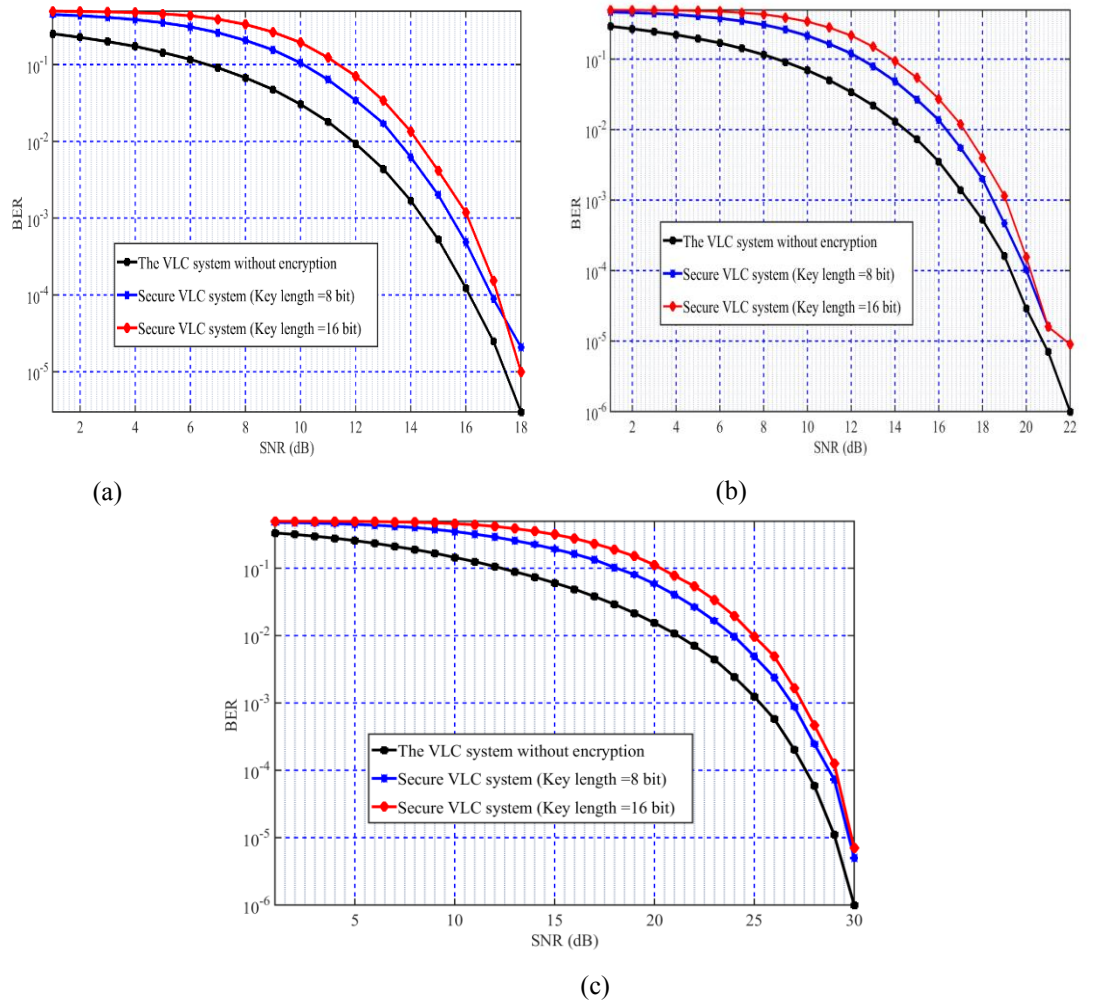 BER
10^-1
10^-2
10^-3
10^-4
10^-5
The VLC system without encryption
Secure VLC system (Key length =8 bit)
Secure VLC system (Key length =16 bit)
2 4 6 8 10 12 14 16 18
SNR (dB)
(a)
BER
10^-1
10^-2
10^-3
10^-4
10^-5
10^-6
The VLC system without encryption
Secure VLC system (Key length =8 bit)
Secure VLC system (Key length =16 bit)
2 4 6 8 10 12 14 16 18 20 22
SNR (dB)
(b)
BER
10^-1
10^-2
10^-3
10^-4
10^-5
10^-6
The VLC system without encryption
Secure VLC system (Key length =8 bit)
Secure VLC system (Key length =16 bit)
5 10 15 20 25 30
SNR (dB)
(c)